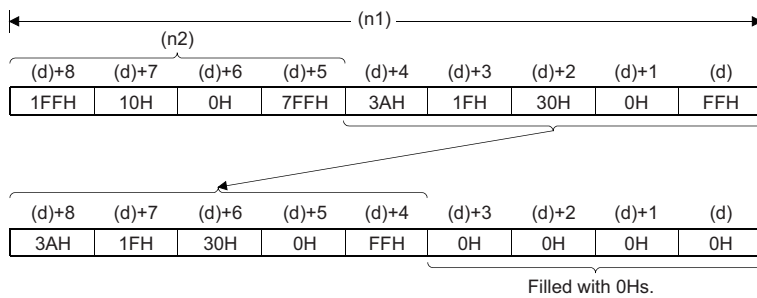 (n1)
(n2)
(d)+8 (d)+7 (d)+6 (d)+5 (d)+4 (d)+3 (d)+2 (d)+1 (d)
1FFH 10H 0H 7FFH 3AH 1FH 30H 0H FFH
(d)+8 (d)+7 (d)+6 (d)+5 (d)+4 (d)+3 (d)+2 (d)+1 (d)
3AH 1FH 30H 0H FFH 0H 0H 0H 0H
Filled with 0Hs.